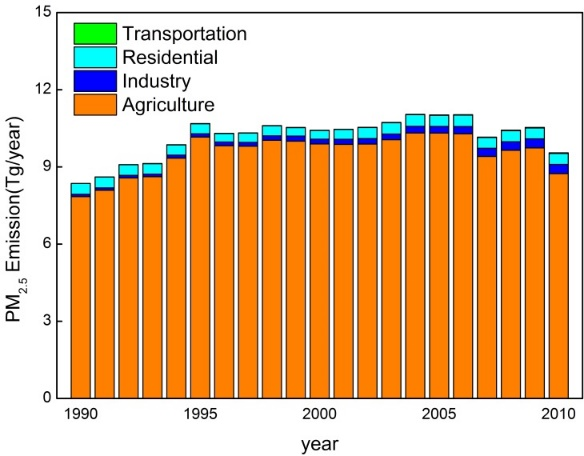 15
12
9
6
3
0
Transportation
Residential
Industry
Agriculture
PM2.5 Emission(Tg/year)
1990 1995 2000 2005 2010
year